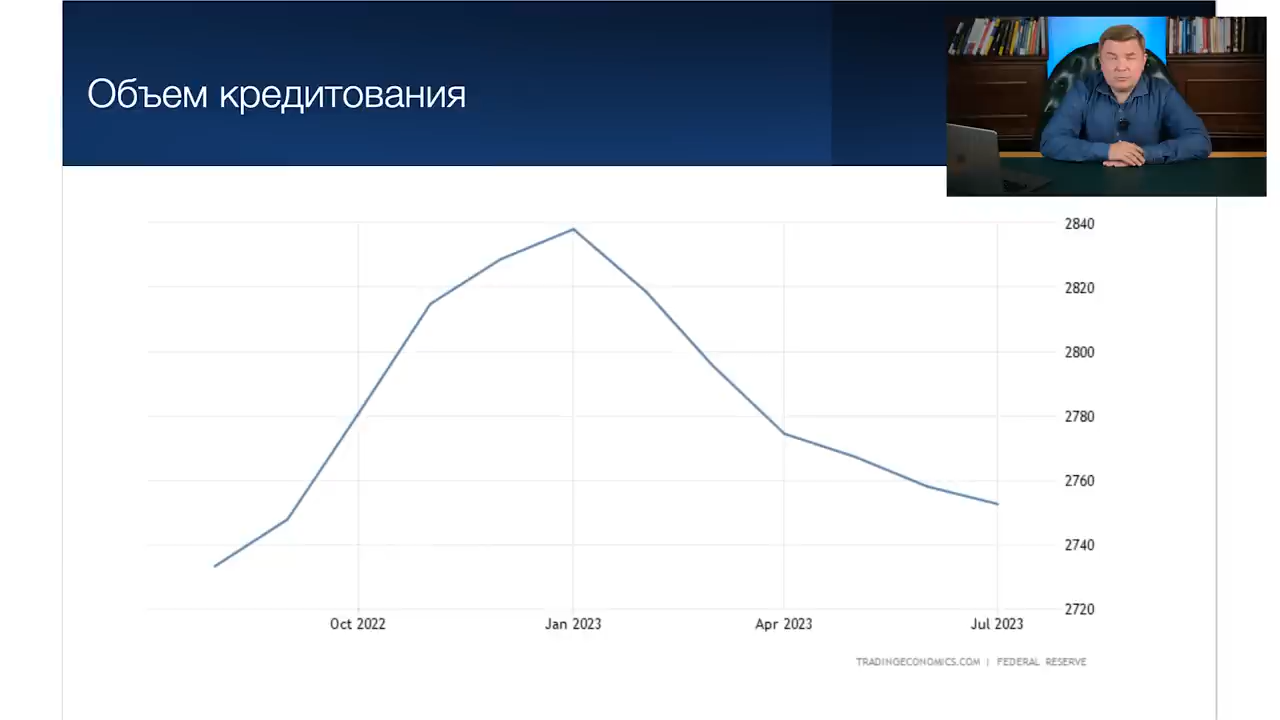 Объем кредитования
2840
2820
2800
2780
2760
2740
2720
Oct 2022
Jan 2023
Apr 2023
Jul 2023
TRADINGECONOMICS.COM | FEDERAL RESERVE